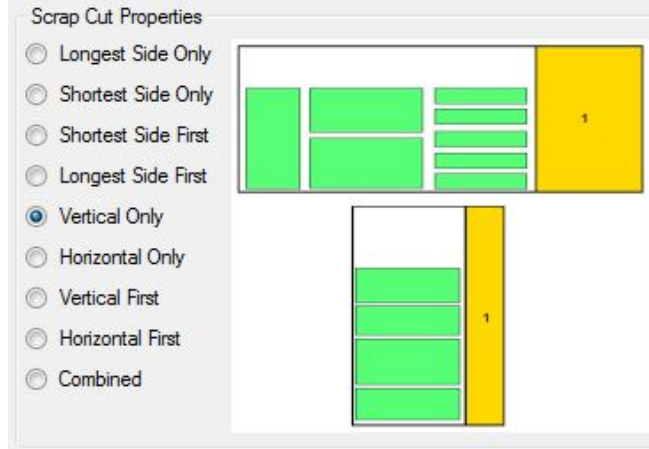 Scrap Cut Properties
Longest Side Only
Shortest Side Only
Shortest Side First
Longest Side First
Vertical Only
Horizontal Only
Vertical First
Horizontal First
Combined
1
1